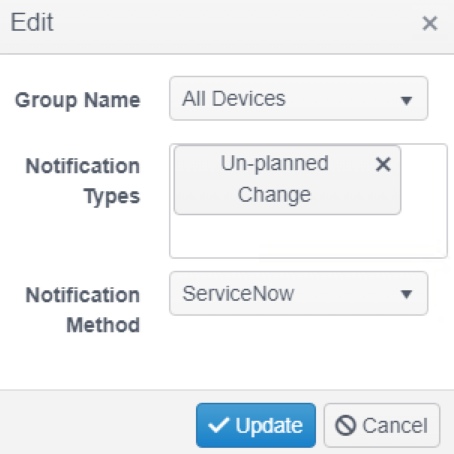 Edit
Group Name
All Devices
Notification
Types
Un-planned
Change
Notification
Method
ServiceNow
Update
Cancel